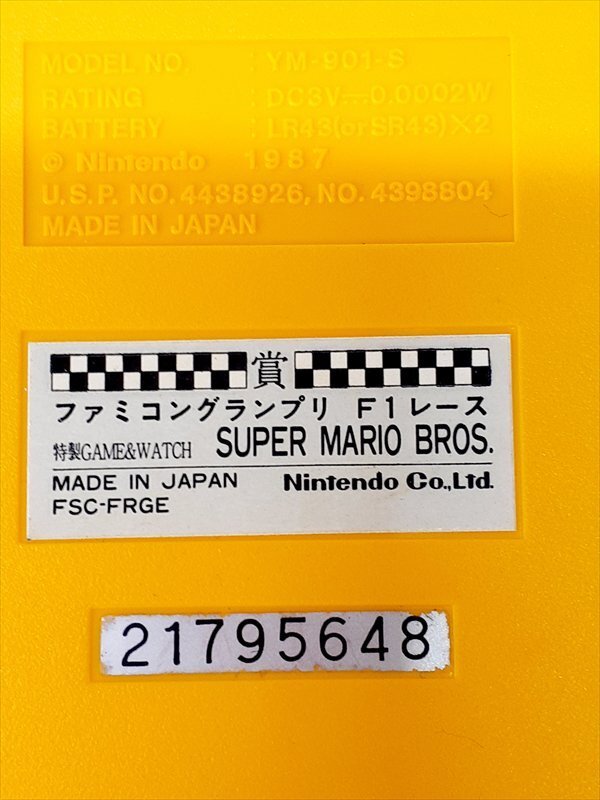 MODEL NO. : YM-901-S
RATING : DC3V⎓0.0002W
BATTERY : LR43(orSR43)×2
© Nintendo 1987
U.S.P. NO.4438926, NO.4398804
MADE IN JAPAN
賞
ファミコングランプリ F1レース
特製GAME&WATCH SUPER MARIO BROS.
MADE IN JAPAN Nintendo Co.,Ltd.
FSC-FRGE
21795648